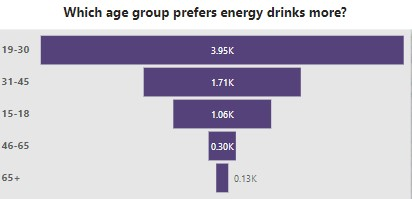 Which age group prefers energy drinks more?
19-30 3.95K
31-45 1.71K
15-18 1.06K
46-65 0.30K
65+ 0.13K